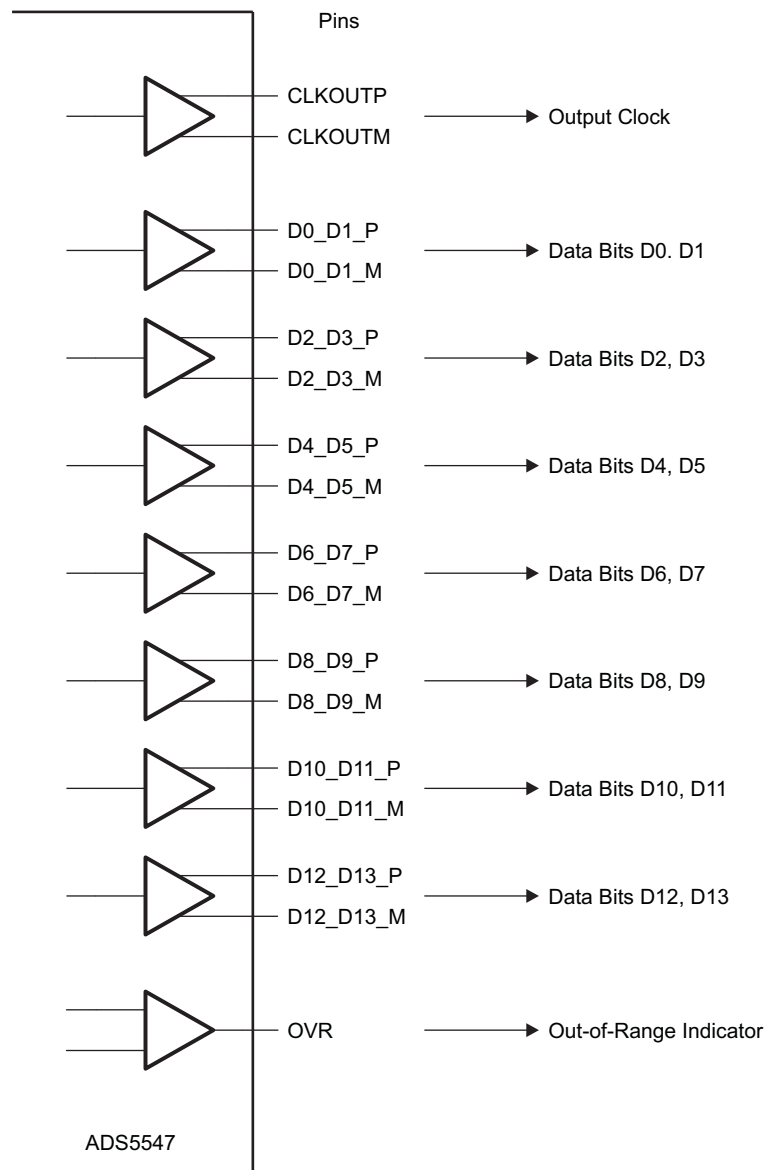 Pins
CLKOUTP
CLKOUTM
Output Clock
D0_D1_P
D0_D1_M
Data Bits D0. D1
D2_D3_P
D2_D3_M
Data Bits D2, D3
D4_D5_P
D4_D5_M
Data Bits D4, D5
D6_D7_P
D6_D7_M
Data Bits D6, D7
D8_D9_P
D8_D9_M
Data Bits D8, D9
D10_D11_P
D10_D11_M
Data Bits D10, D11
D12_D13_P
D12_D13_M
Data Bits D12, D13
OVR
Out-of-Range Indicator
ADS5547